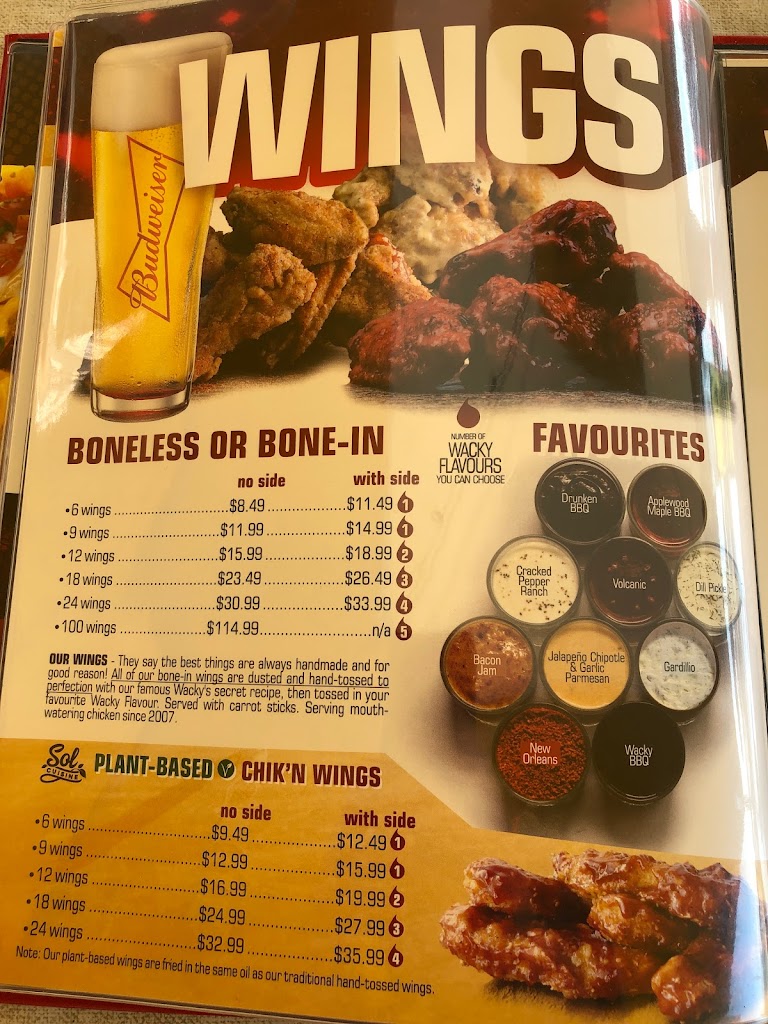 WINGS
Budweiser
BONELESS OR BONE-IN
no side with side
• 6 wings $8.49 $11.49 1
• 9 wings $11.99 $14.99 1
• 12 wings $15.99 $18.99 2
• 18 wings $23.49 $26.49 3
• 24 wings $30.99 $33.99 4
• 100 wings $114.99 n/a 5
NUMBER OF
WACKY
FLAVOURS
YOU CAN CHOOSE
OUR WINGS - They say the best things are always handmade and for
good reason! All of our bone-in wings are dusted and hand-tossed to
perfection with our famous Wacky's secret recipe, then tossed in your
favourite Wacky Flavour. Served with carrot sticks. Serving mouth-
watering chicken since 2007.
FAVOURITES
Drunken
BBQ
Applewood
Maple BBQ
Cracked
Pepper
Ranch
Volcanic
Dill Pickle
Bacon
Jam
Jalapeño Chipotle
& Garlic
Parmesan
Gardillio
New
Orleans
Wacky
BBQ
Sol
CUISINE
PLANT-BASED V CHIK'N WINGS
no side with side
• 6 wings $9.49 $12.49 1
• 9 wings $12.99 $15.99 1
• 12 wings $16.99 $19.99 2
• 18 wings $24.99 $27.99 3
• 24 wings $32.99 $35.99 4
Note: Our plant-based wings are fried in the same oil as our traditional hand-tossed wings.